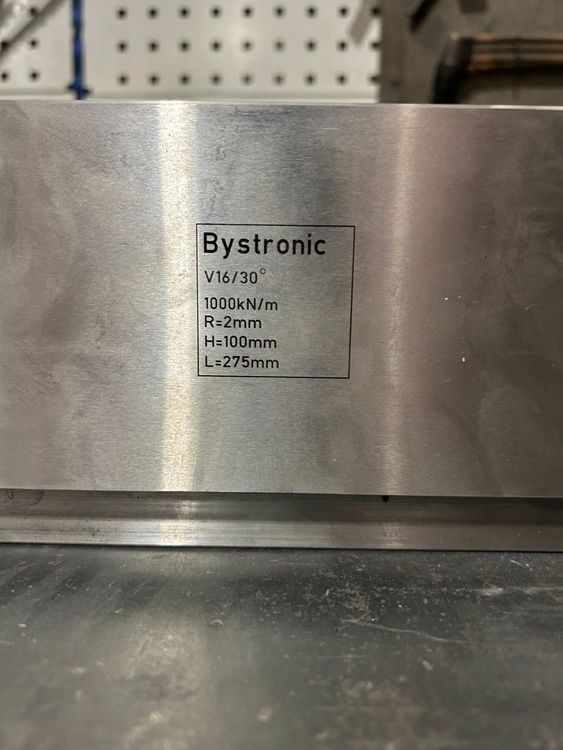 Bystronic
V16/30°
1000kN/m
R=2mm
H=100mm
L=275mm